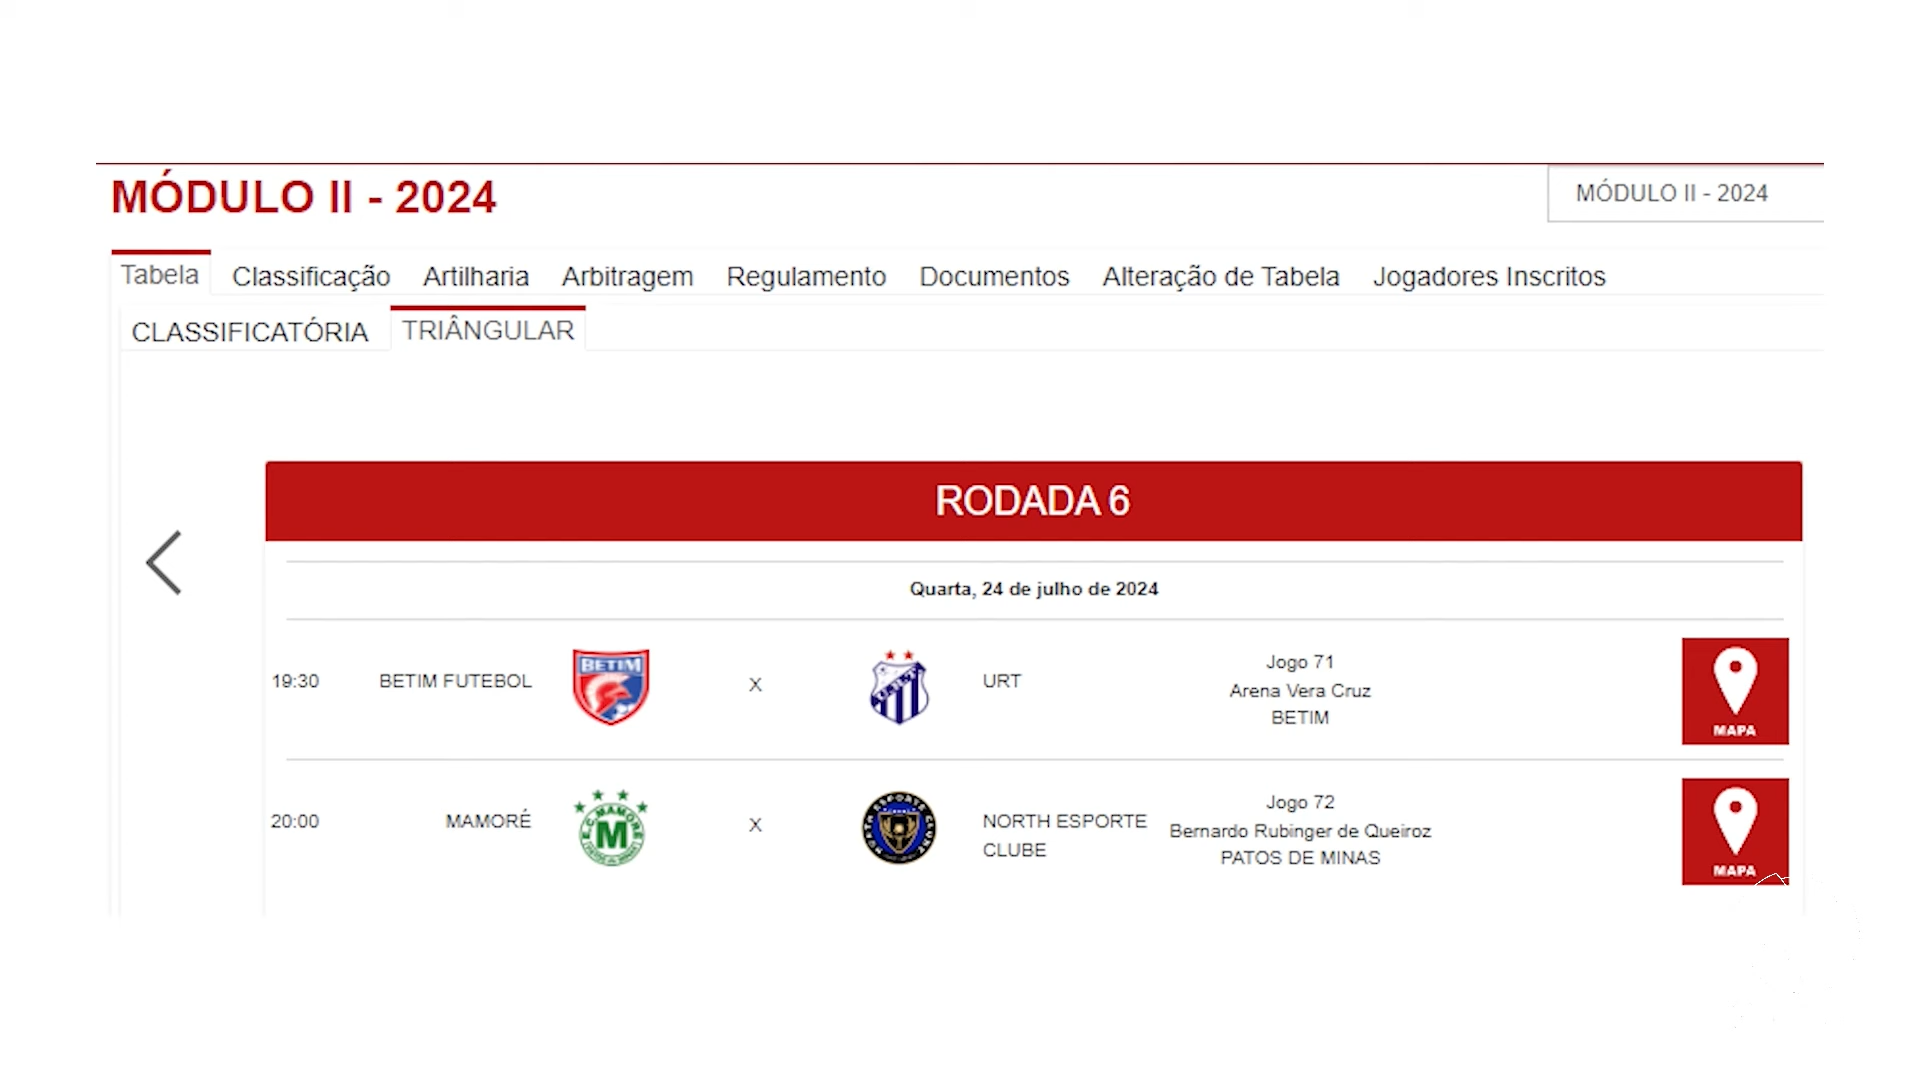 MÓDULO II - 2024
MÓDULO II - 2024
Tabela Classificação Artilharia Arbitragem Regulamento Documentos Alteração de Tabela Jogadores Inscritos
CLASSIFICATÓRIA TRIÂNGULAR
RODADA 6
Quarta, 24 de julho de 2024
19:30 BETIM FUTEBOL BETIM X URT
Jogo 71
Arena Vera Cruz
BETIM
MAPA
20:00 MAMORÉ E.C. MAMORÉ M X NORTH ESPORTE
CLUBE
Jogo 72
Bernardo Rubinger de Queiroz
PATOS DE MINAS
MAPA